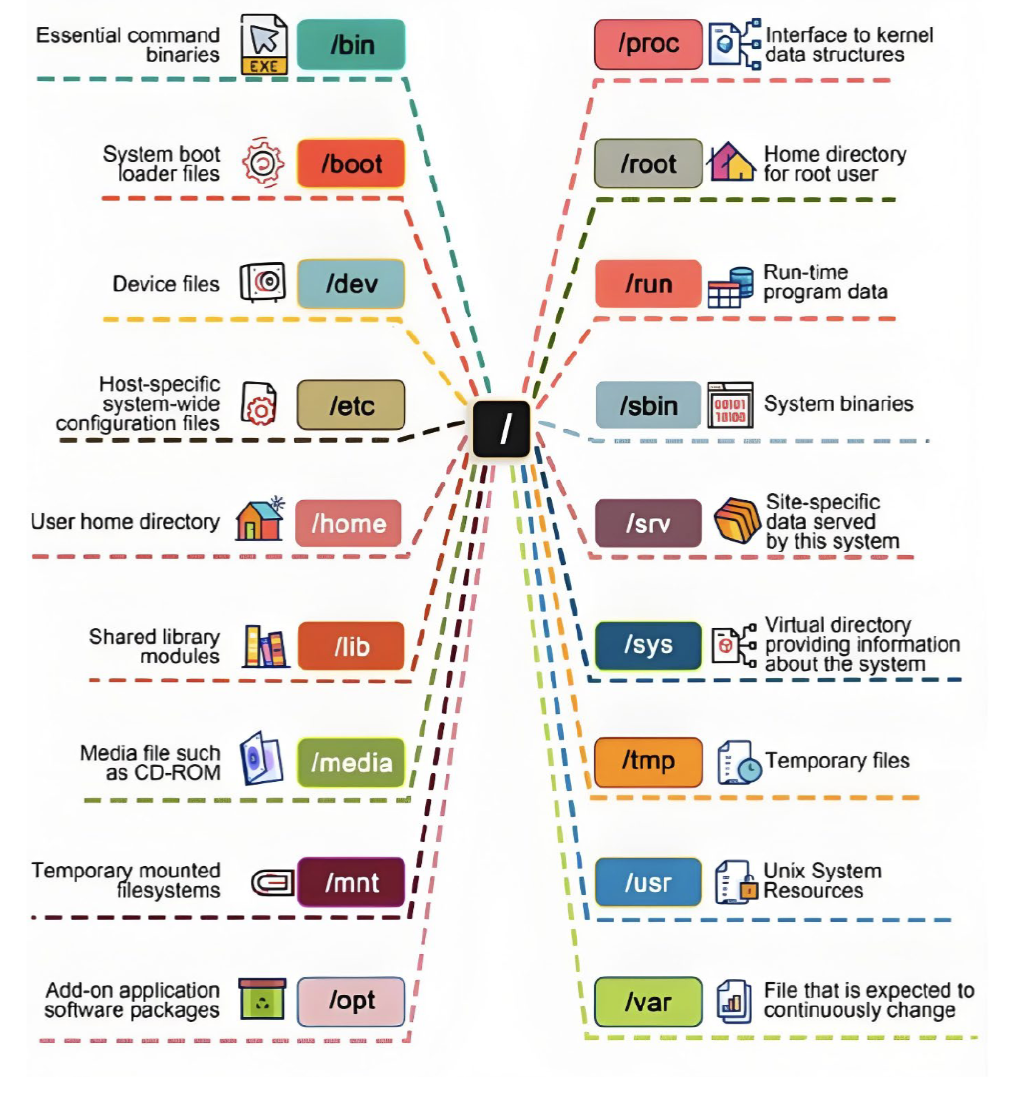 Essential command
binaries
EXE
/bin
System boot
loader files
/boot
Device files
/dev
Host-specific
system-wide
configuration files
/etc
User home directory
/home
Shared library
modules
/lib
Media file such
as CD-ROM
/media
Temporary mounted
filesystems
/mnt
Add-on application
software packages
/opt
/
/proc
Interface to kernel
data structures
/root
Home directory
for root user
/run
Run-time
program data
/sbin
00101
10100
System binaries
/srv
Site-specific
data served
by this system
/sys
Virtual directory
providing information
about the system
/tmp
Temporary files
/usr
Unix System
Resources
/var
File that is expected to
continuously change